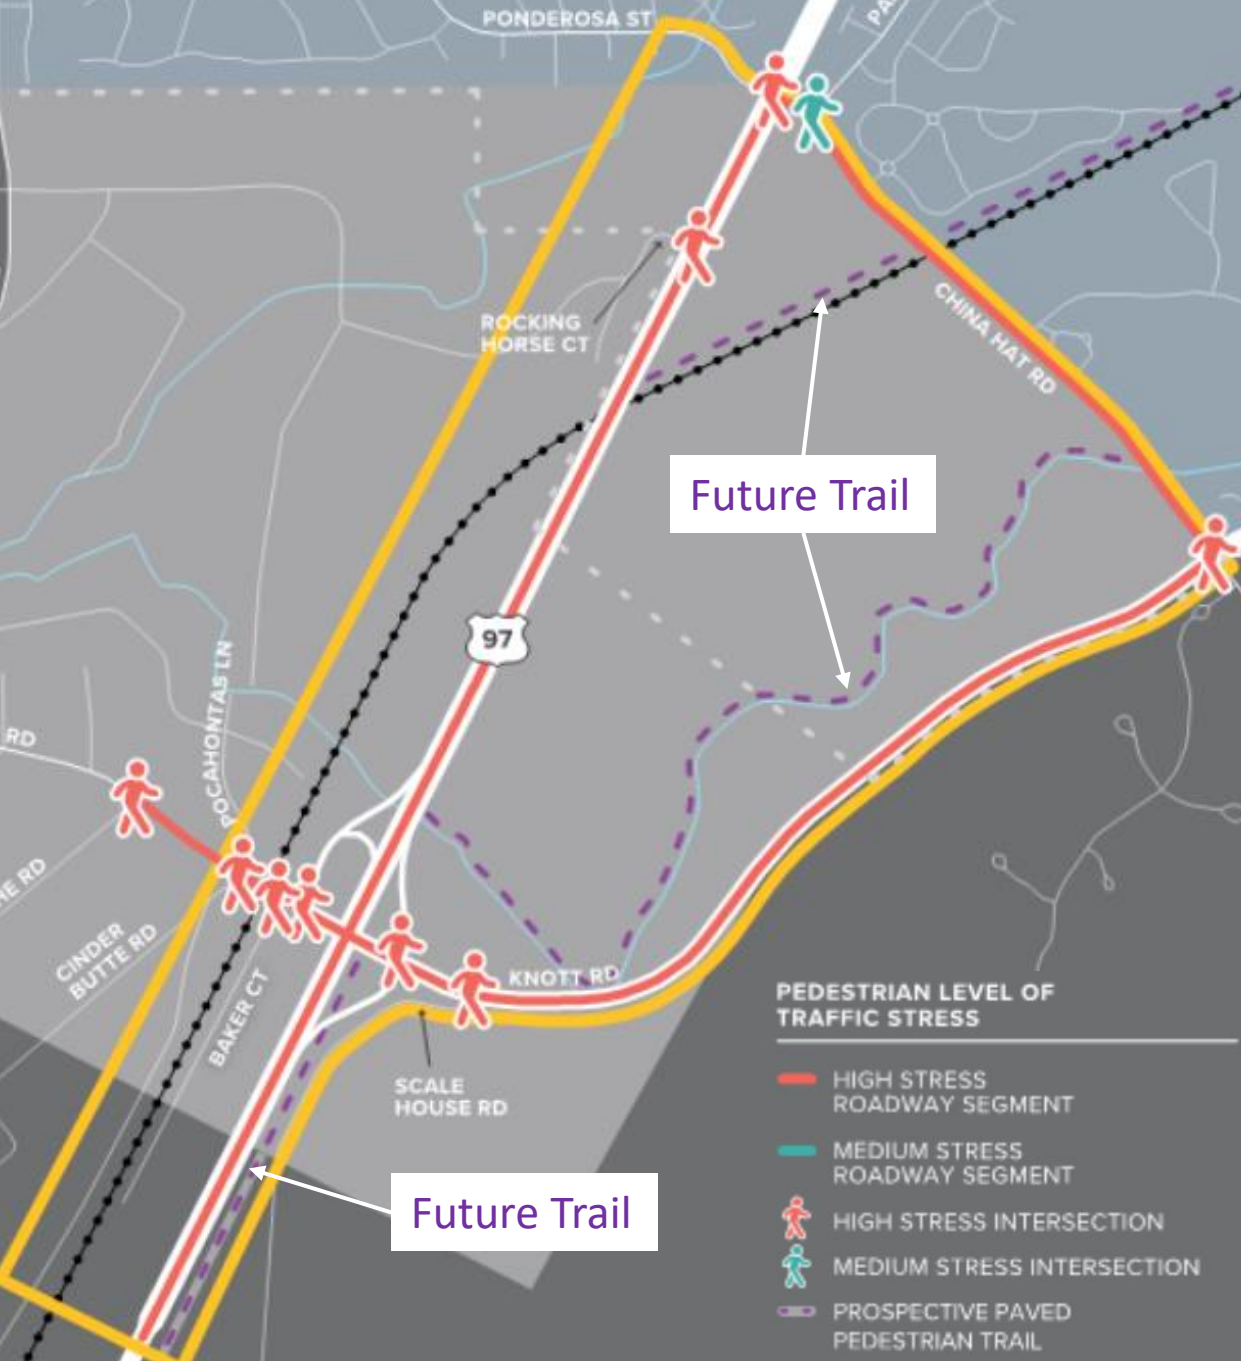 PONDEROSA ST
ROCKING
HORSE CT
CHINA HAT RD
Future Trail
97
POCAHONTAS LN
RD
RD
CINDER
BUTTE RD
BAKER CT
KNOTT RD
SCALE
HOUSE RD
Future Trail
PEDESTRIAN LEVEL OF
TRAFFIC STRESS
HIGH STRESS
ROADWAY SEGMENT
MEDIUM STRESS
ROADWAY SEGMENT
HIGH STRESS INTERSECTION
MEDIUM STRESS INTERSECTION
PROSPECTIVE PAVED
PEDESTRIAN TRAIL